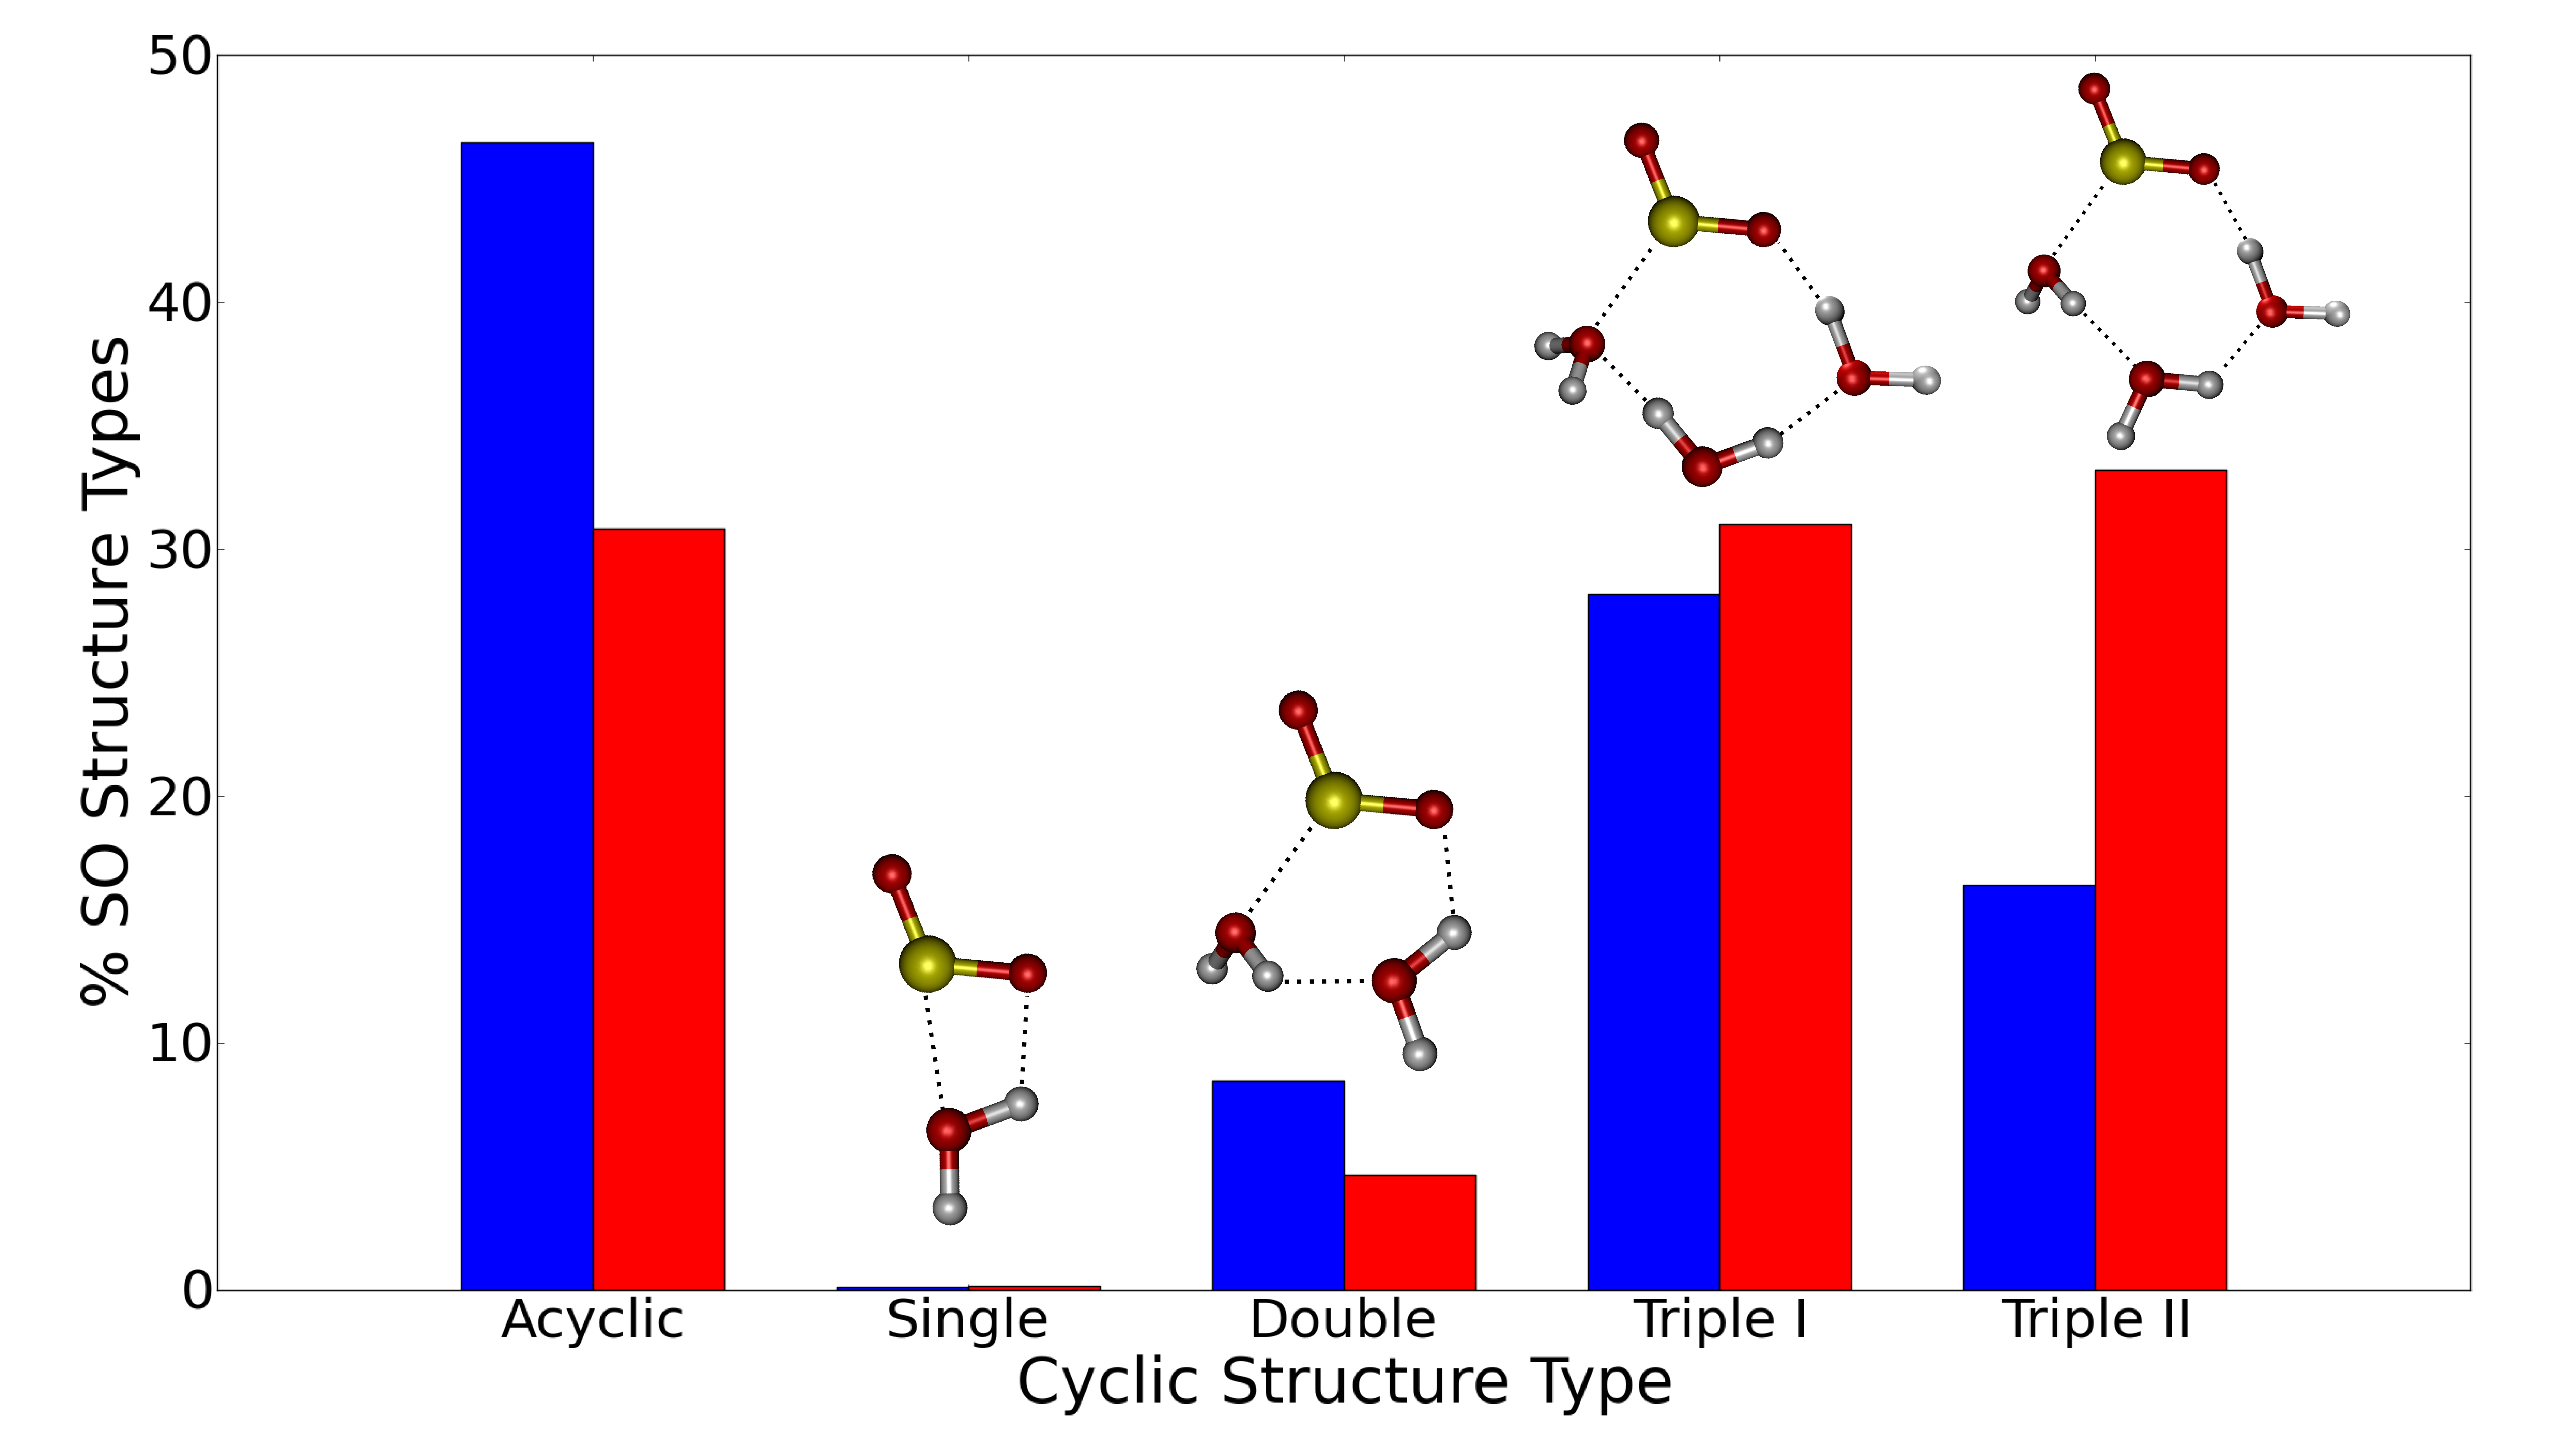 % SO Structure Types
50
40
30
20
10
0
Acyclic
Single
Double
Triple I
Triple II
Cyclic Structure Type